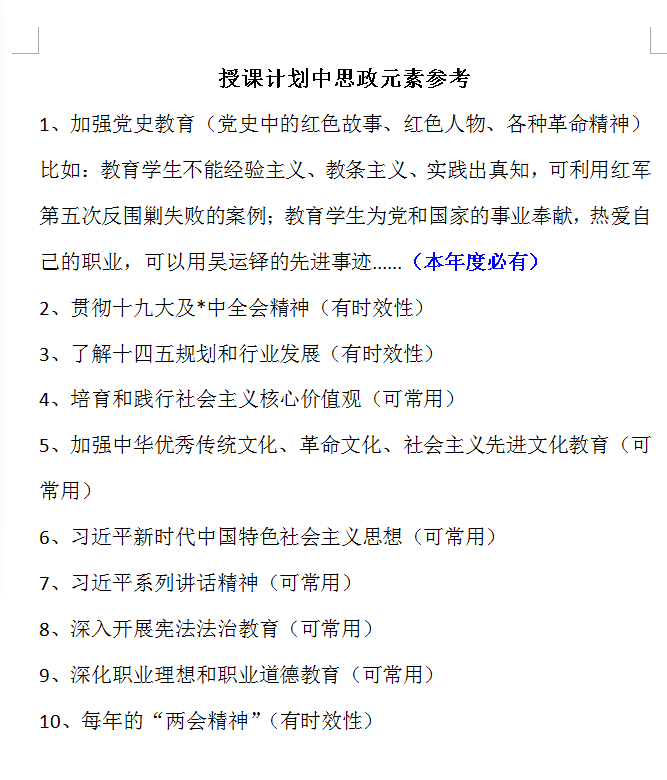 授课计划中思政元素参考
1、加强党史教育（党史中的红色故事、红色人物、各种革命精神）
比如：教育学生不能经验主义、教条主义、实践出真知，可利用红军
第五次反围剿失败的案例；教育学生为党和国家的事业奉献，热爱自
己的职业，可以用吴运铎的先进事迹......（本年度必有）
2、贯彻十九大及*中全会精神（有时效性）
3、了解十四五规划和行业发展（有时效性）
4、培育和践行社会主义核心价值观（可常用）
5、加强中华优秀传统文化、革命文化、社会主义先进文化教育（可
常用）
6、习近平新时代中国特色社会主义思想（可常用）
7、习近平系列讲话精神（可常用）
8、深入开展宪法法治教育（可常用）
9、深化职业理想和职业道德教育（可常用）
10、每年的“两会精神”（有时效性）